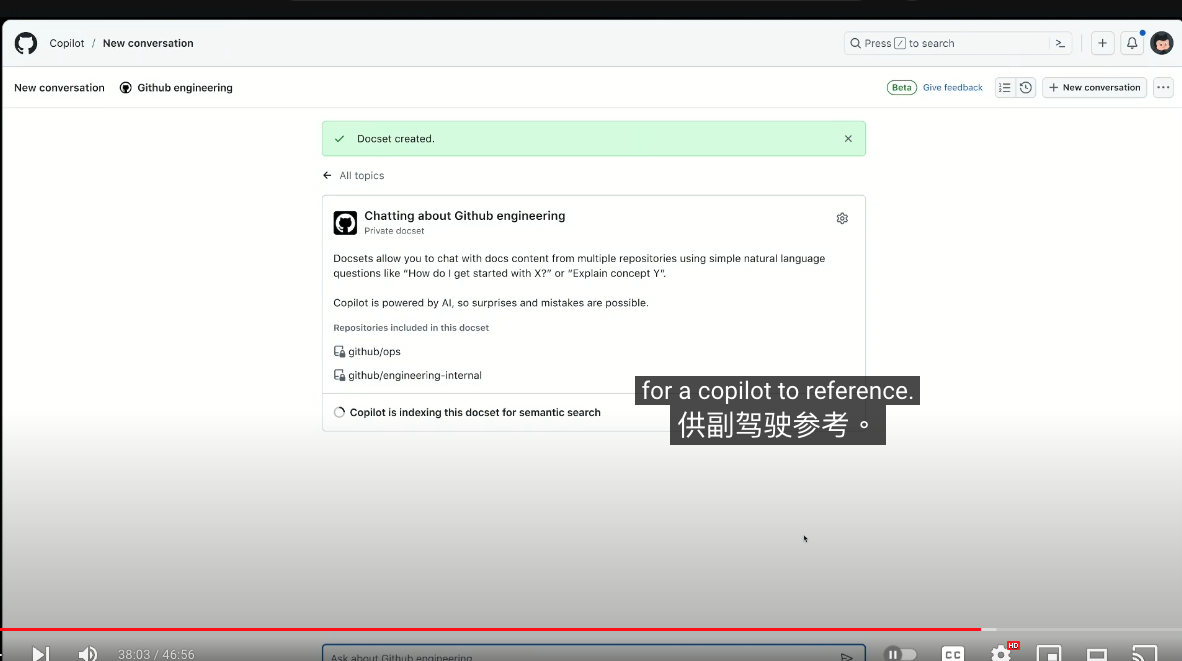 Copilot / New conversation
Press / to search
New conversation Github engineering
Beta Give feedback
New conversation
Docset created.
All topics
Chatting about Github engineering
Private docset
Docsets allow you to chat with docs content from multiple repositories using simple natural language
questions like “How do I get started with X?” or “Explain concept Y”.
Copilot is powered by AI, so surprises and mistakes are possible.
Repositories included in this docset
github/ops
github/engineering-internal
Copilot is indexing this docset for semantic search
for a copilot to reference.
供副驾驶参考。
Ask about Github engineering
38:03 / 46:56
CC
HD